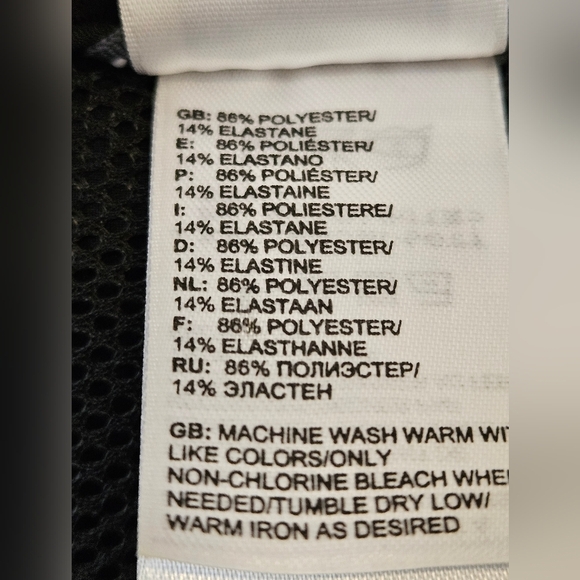 GB: 86% POLYESTER/
14% ELASTANE
E: 86% POLIÉSTER/
14% ELASTANO
P: 86% POLIÉSTER/
14% ELASTAINE
I: 86% POLIESTERE/
14% ELASTANE
D: 86% POLYESTER/
14% ELASTINE
NL: 86% POLYESTER/
14% ELASTAAN
F: 86% POLYESTER/
14% ELASTHANNE
RU: 86% ПОЛИЭСТЕР/
14% ЭЛАСТЕН
GB: MACHINE WASH WARM WI
LIKE COLORS/ONLY
NON-CHLORINE BLEACH WHE
NEEDED/TUMBLE DRY LOW/
WARM IRON AS DESIRED